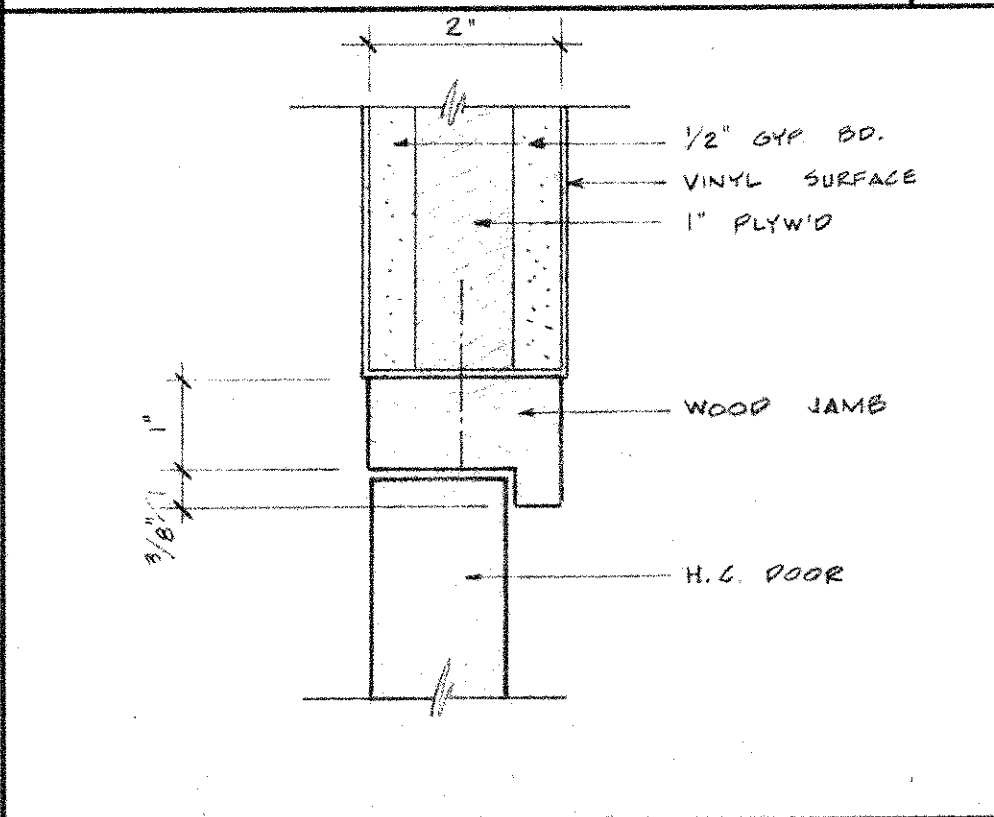 2"
1/2" GYP. BD.
VINYL SURFACE
1" PLYW'D
1"
WOOD JAMB
3/8"
H.C. DOOR